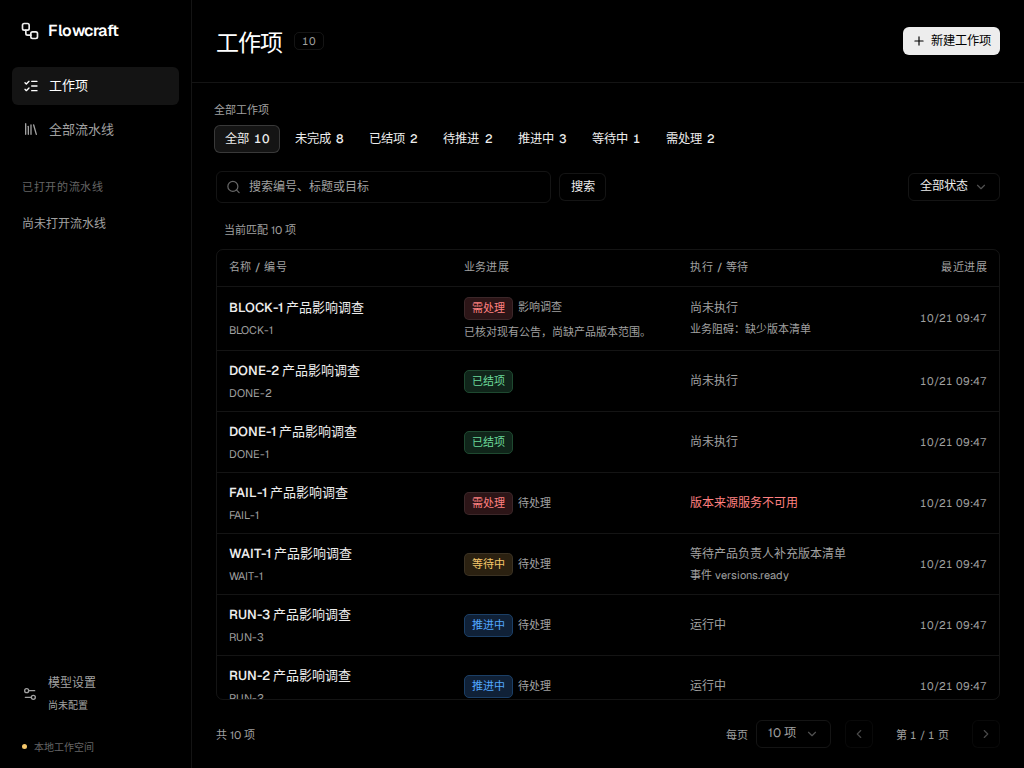 Flowcraft
工作项
全部流水线
已打开的流水线
尚未打开流水线
模型设置
尚未配置
本地工作空间
工作项 10
新建工作项
全部工作项
全部 10 未完成 8 已结项 2 待推进 2 推进中 3 等待中 1 需处理 2
搜索编号、标题或目标 搜索 全部状态
当前匹配 10 项
名称 / 编号 业务进展 执行 / 等待 最近进展
BLOCK-1 产品影响调查 需处理 影响调查 尚未执行 10/21 09:47
BLOCK-1 已核对现有公告，尚缺产品版本范围。 业务阻碍：缺少版本清单
DONE-2 产品影响调查 已结项 尚未执行 10/21 09:47
DONE-2
DONE-1 产品影响调查 已结项 尚未执行 10/21 09:47
DONE-1
FAIL-1 产品影响调查 需处理 待处理 版本来源服务不可用 10/21 09:47
FAIL-1
WAIT-1 产品影响调查 等待中 待处理 等待产品负责人补充版本清单 10/21 09:47
WAIT-1 事件 versions.ready
RUN-3 产品影响调查 推进中 待处理 运行中 10/21 09:47
RUN-3
RUN-2 产品影响调查 推进中 待处理 运行中 10/21 09:47
RUN-2
共 10 项 每页 10 项 第 1 / 1 页